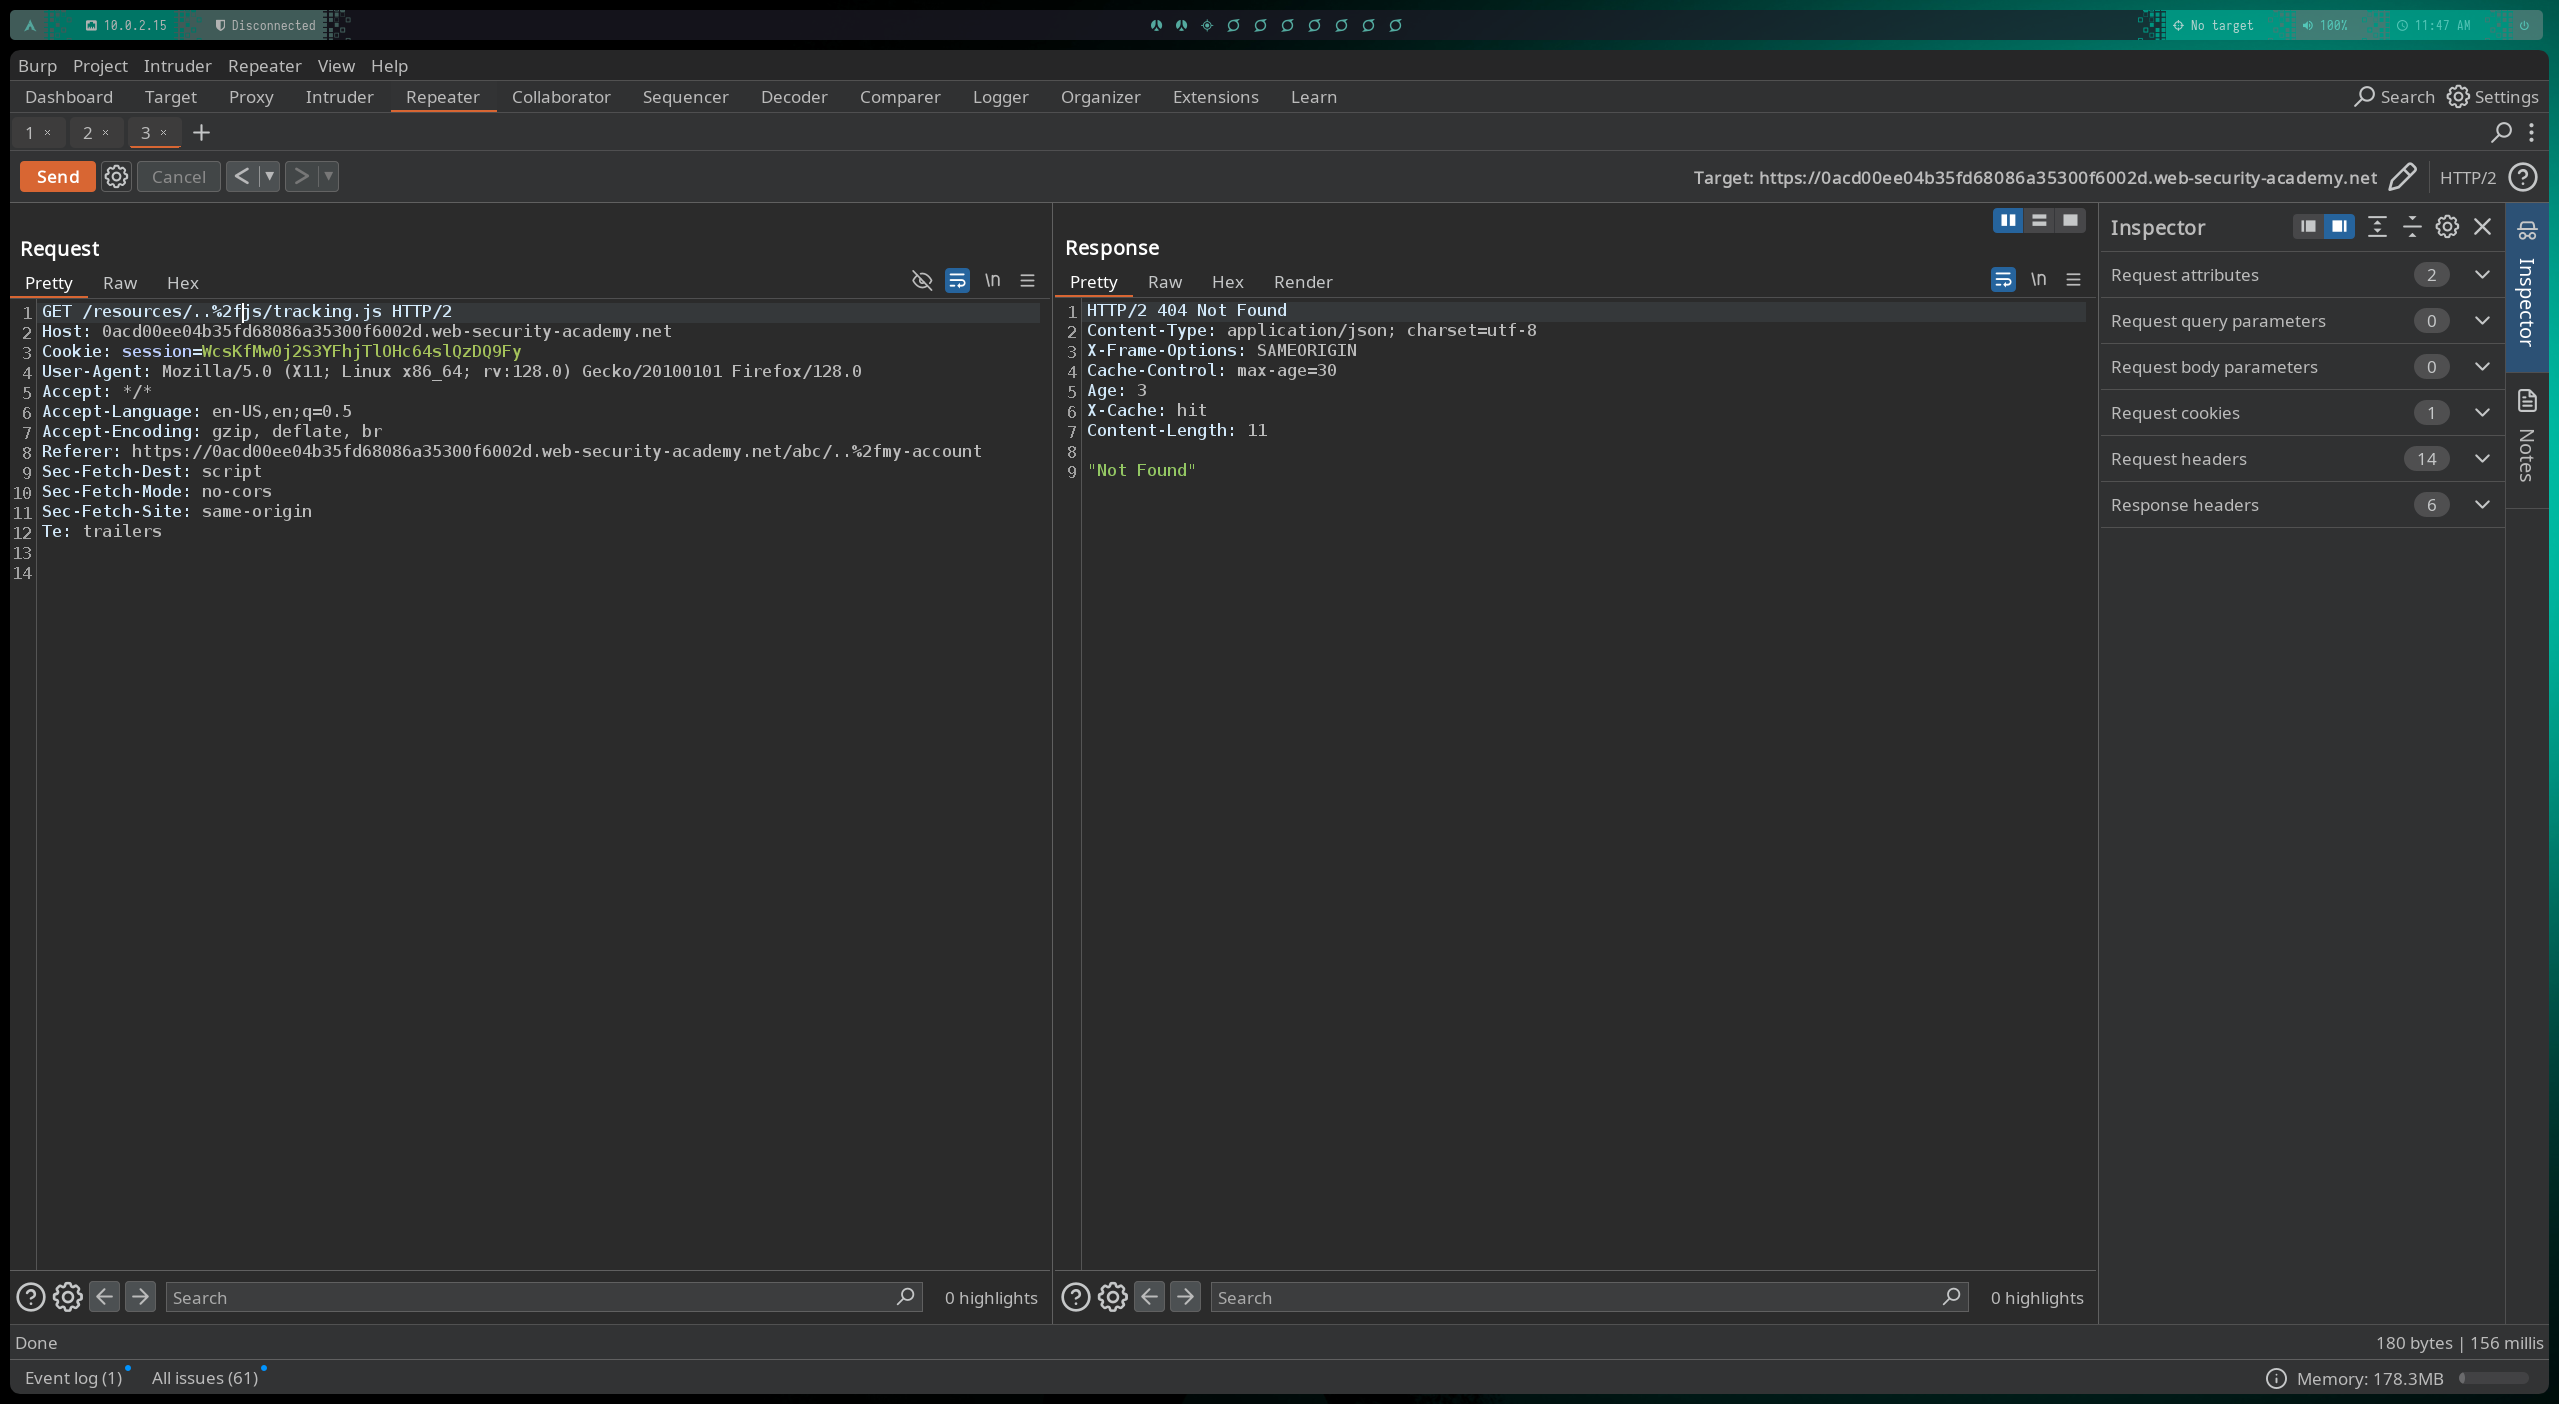 10.0.2.15 Disconnected No target 100% 11:47 AM
Burp Project Intruder Repeater View Help
Dashboard Target Proxy Intruder Repeater Collaborator Sequencer Decoder Comparer Logger Organizer Extensions Learn Search Settings
1 × 2 × 3 × +
Send Cancel < ▼ > ▼ Target: https://0acd00ee04b35fd68086a35300f6002d.web-security-academy.net HTTP/2
Request
Pretty Raw Hex \n
1 GET /resources/..%2fjs/tracking.js HTTP/2
2 Host: 0acd00ee04b35fd68086a35300f6002d.web-security-academy.net
3 Cookie: session=WcsKfMw0j2S3YFhjTlOHc64slQzDQ9Fy
4 User-Agent: Mozilla/5.0 (X11; Linux x86_64; rv:128.0) Gecko/20100101 Firefox/128.0
5 Accept: */*
6 Accept-Language: en-US,en;q=0.5
7 Accept-Encoding: gzip, deflate, br
8 Referer: https://0acd00ee04b35fd68086a35300f6002d.web-security-academy.net/abc/..%2fmy-account
9 Sec-Fetch-Dest: script
10 Sec-Fetch-Mode: no-cors
11 Sec-Fetch-Site: same-origin
12 Te: trailers
13
14
Search 0 highlights
Response
Pretty Raw Hex Render \n
1 HTTP/2 404 Not Found
2 Content-Type: application/json; charset=utf-8
3 X-Frame-Options: SAMEORIGIN
4 Cache-Control: max-age=30
5 Age: 3
6 X-Cache: hit
7 Content-Length: 11
8
9 "Not Found"
Search 0 highlights
Inspector
Request attributes 2
Request query parameters 0
Request body parameters 0
Request cookies 1
Request headers 14
Response headers 6
Inspector
Notes
Done 180 bytes | 156 millis
Event log (1) All issues (61) Memory: 178.3MB